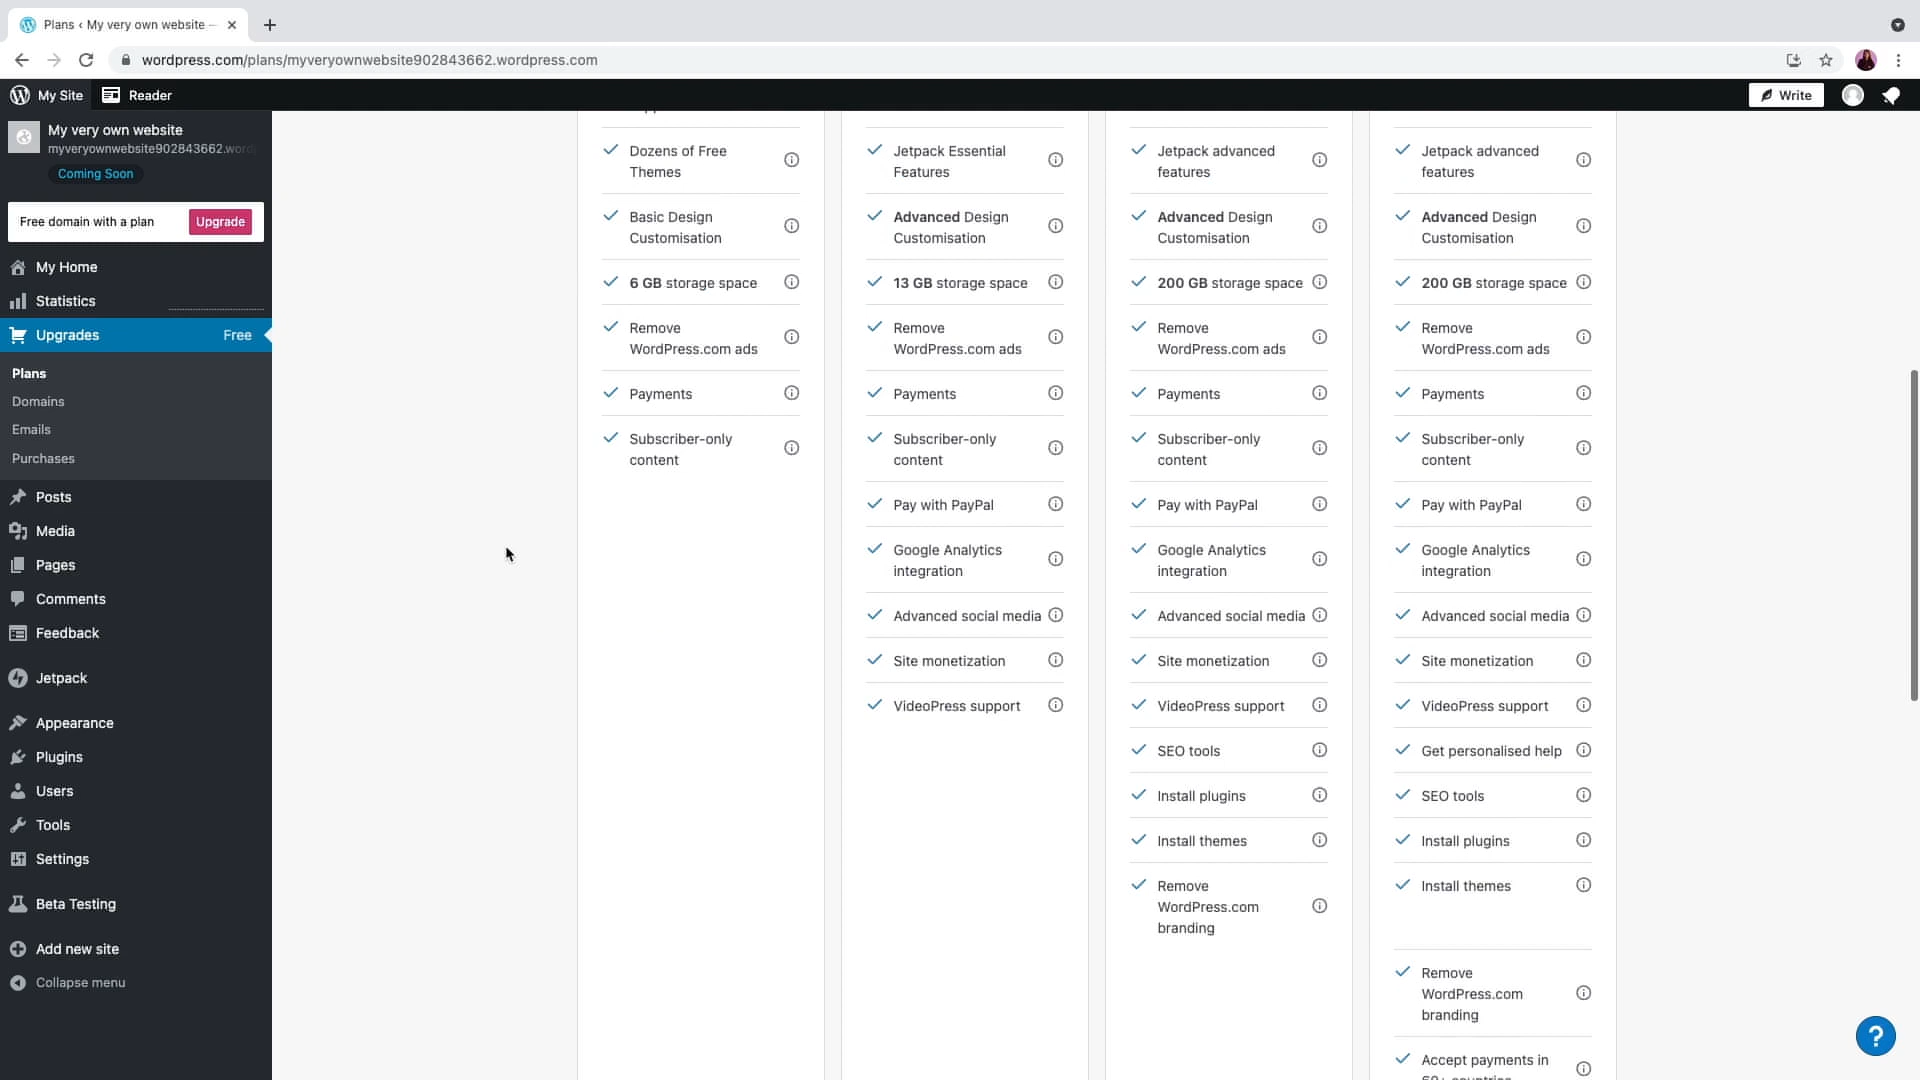 Plans ‹ My very own website —
wordpress.com/plans/myveryownwebsite902843662.wordpress.com
My Site
Reader
Write
My very own website
myveryownwebsite902843662.word
Coming Soon
Free domain with a plan
Upgrade
My Home
Statistics
Upgrades
Free
Plans
Domains
Emails
Purchases
Posts
Media
Pages
Comments
Feedback
Jetpack
Appearance
Plugins
Users
Tools
Settings
Beta Testing
Add new site
Collapse menu
Dozens of Free
Themes
Basic Design
Customisation
6 GB storage space
Remove
WordPress.com ads
Payments
Subscriber-only
content
Jetpack Essential
Features
Advanced Design
Customisation
13 GB storage space
Remove
WordPress.com ads
Payments
Subscriber-only
content
Pay with PayPal
Google Analytics
integration
Advanced social media
Site monetization
VideoPress support
Jetpack advanced
features
Advanced Design
Customisation
200 GB storage space
Remove
WordPress.com ads
Payments
Subscriber-only
content
Pay with PayPal
Google Analytics
integration
Advanced social media
Site monetization
VideoPress support
SEO tools
Install plugins
Install themes
Remove
WordPress.com
branding
Jetpack advanced
features
Advanced Design
Customisation
200 GB storage space
Remove
WordPress.com ads
Payments
Subscriber-only
content
Pay with PayPal
Google Analytics
integration
Advanced social media
Site monetization
VideoPress support
Get personalised help
SEO tools
Install plugins
Install themes
Remove
WordPress.com
branding
Accept payments in
?